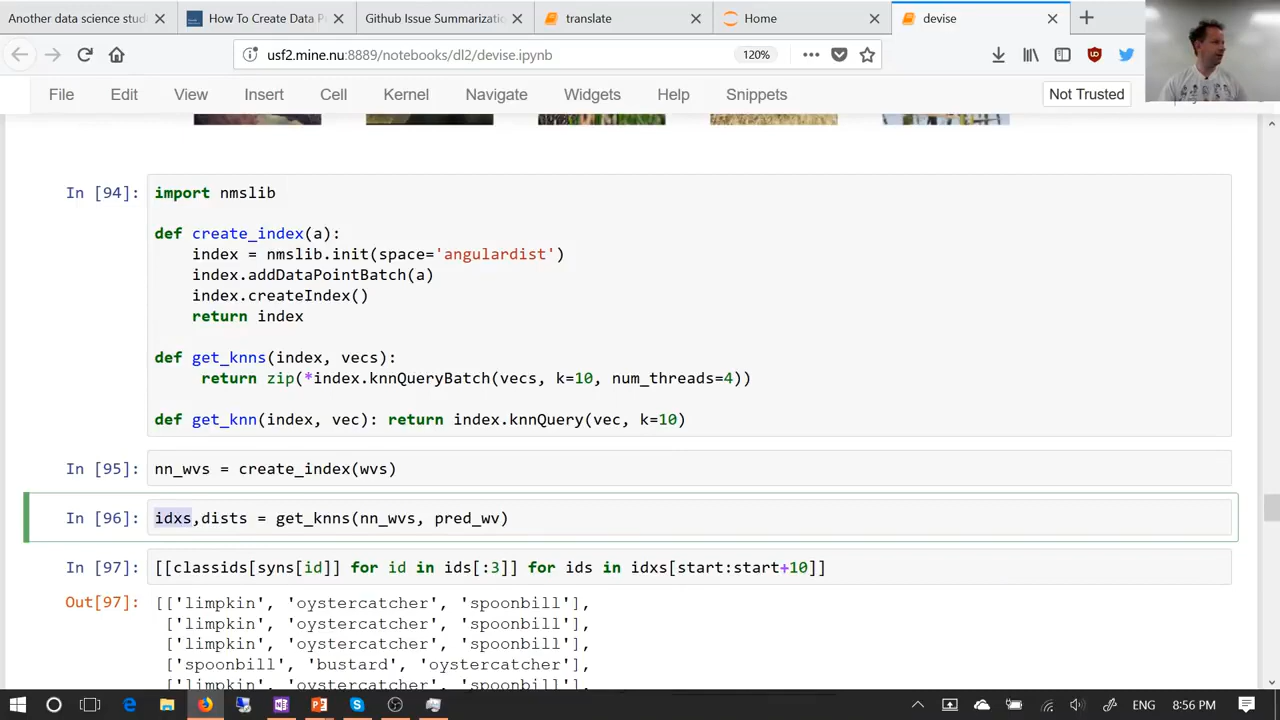 Another data science stud
How To Create Data P
Github Issue Summarizatio
translate
Home
devise
usf2.mine.nu:8889/notebooks/dl2/devise.ipynb
120%
File Edit View Insert Cell Kernel Navigate Widgets Help Snippets
Not Trusted
In [94]:
import nmslib
def create_index(a):
index = nmslib.init(space='angulardist')
index.addDataPointBatch(a)
index.createIndex()
return index
def get_knns(index, vecs):
return zip(*index.knnQueryBatch(vecs, k=10, num_threads=4))
def get_knn(index, vec): return index.knnQuery(vec, k=10)
In [95]: nn_wvs = create_index(wvs)
In [96]: idxs,dists = get_knns(nn_wvs, pred_wv)
In [97]: [[classids[syns[id]] for id in ids[:3]] for ids in idxs[start:start+10]]
Out[97]: [['limpkin', 'oystercatcher', 'spoonbill'],
['limpkin', 'oystercatcher', 'spoonbill'],
['limpkin', 'oystercatcher', 'spoonbill'],
['spoonbill', 'bustard', 'oystercatcher'],
['limpkin', 'oystercatcher', 'spoonbill'],
ENG 8:56 PM